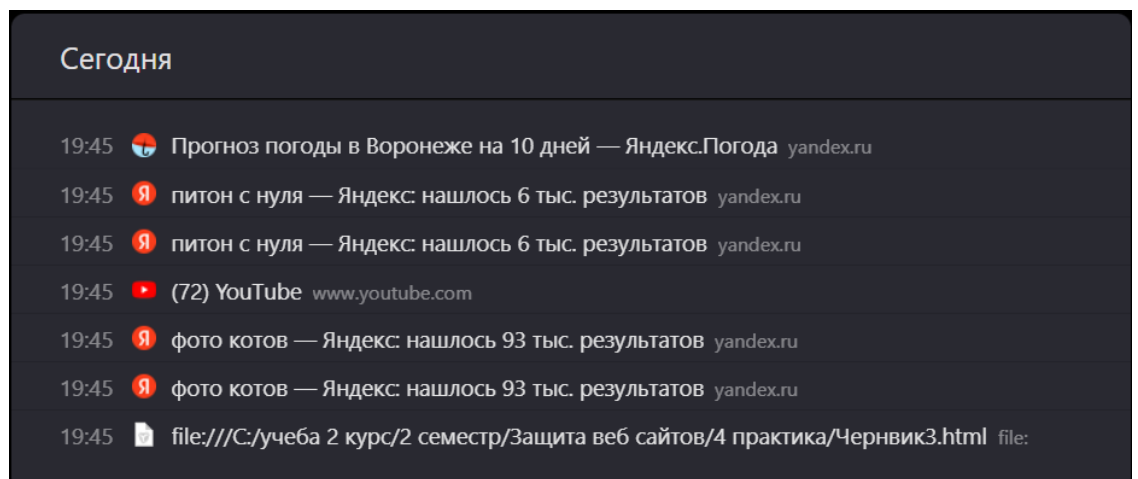 Сегодня
19:45 Прогноз погоды в Воронеже на 10 дней — Яндекс.Погода yandex.ru
19:45 Я питон с нуля — Яндекс: нашлось 6 тыс. результатов yandex.ru
19:45 Я питон с нуля — Яндекс: нашлось 6 тыс. результатов yandex.ru
19:45 (72) YouTube www.youtube.com
19:45 Я фото котов — Яндекс: нашлось 93 тыс. результатов yandex.ru
19:45 Я фото котов — Яндекс: нашлось 93 тыс. результатов yandex.ru
19:45 file:///C:/учеба 2 курс/2 семестр/Защита веб сайтов/4 практика/Чернвик3.html file: